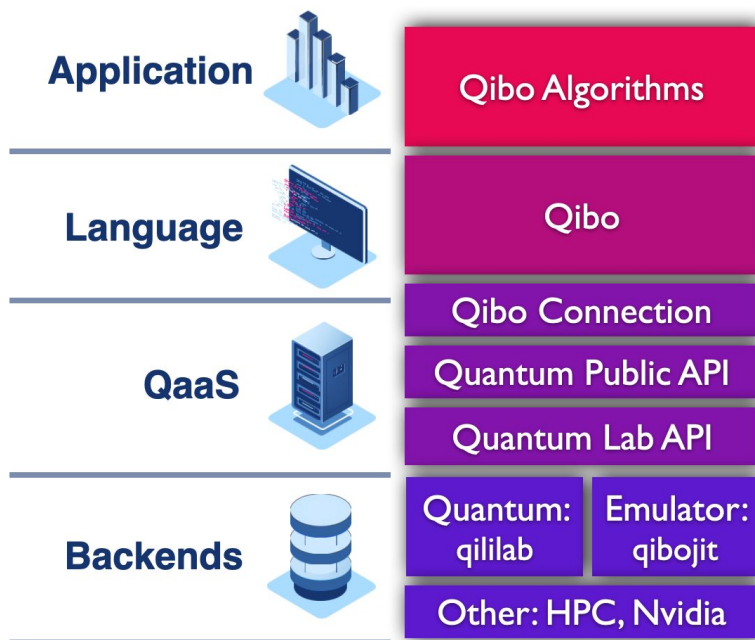 Application
Qibo Algorithms
Language
Qibo
QaaS
Qibo Connection
Quantum Public API
Quantum Lab API
Backends
Quantum:
qililab
Emulator:
qibojit
Other: HPC, Nvidia